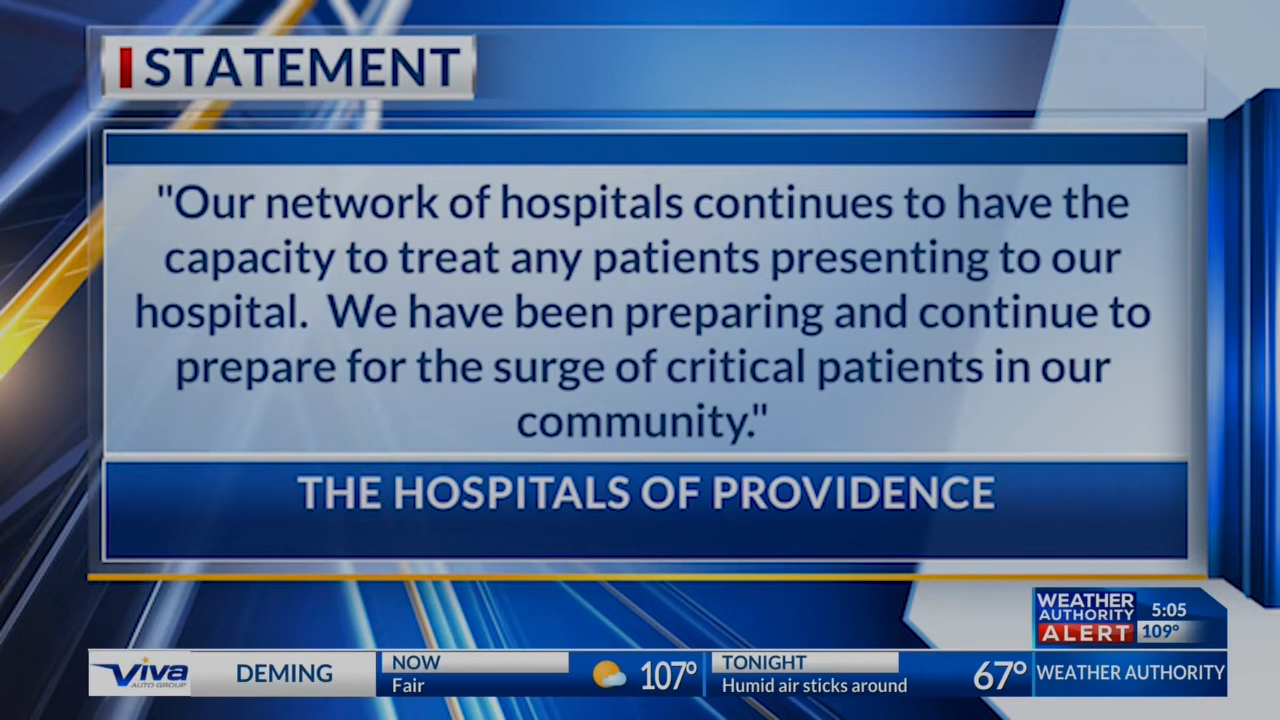 STATEMENT
"Our network of hospitals continues to have the
capacity to treat any patients presenting to our
hospital.  We have been preparing and continue to
prepare for the surge of critical patients in our
community."
THE HOSPITALS OF PROVIDENCE
WEATHER
AUTHORITY
ALERT
5:05
109°
Viva
AUTO GROUP
DEMING
NOW
Fair
107°
TONIGHT
Humid air sticks around
67°
WEATHER AUTHORITY